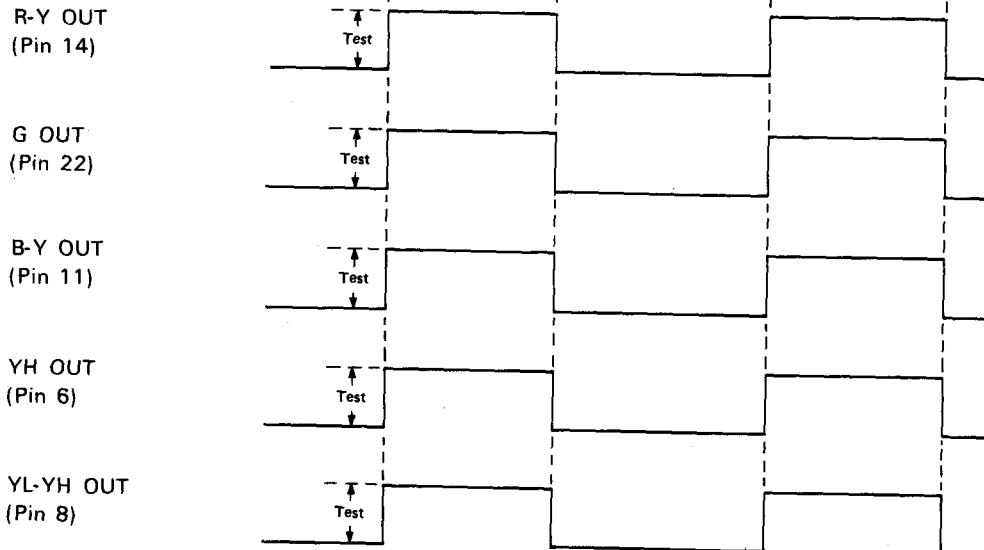 R-Y OUT
(Pin 14)
Test
G OUT
(Pin 22)
Test
B-Y OUT
(Pin 11)
Test
YH OUT
(Pin 6)
Test
YL-YH OUT
(Pin 8)
Test